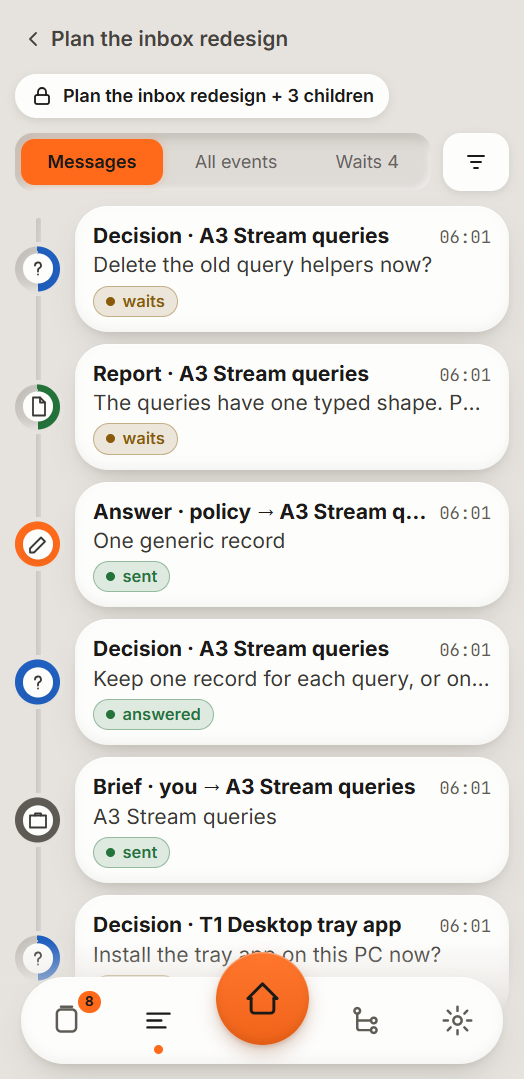 Plan the inbox redesign
Plan the inbox redesign + 3 children
Messages
All events
Waits 4
Decision · A3 Stream queries 06:01
Delete the old query helpers now?
waits
Report · A3 Stream queries 06:01
The queries have one typed shape. P...
waits
Answer · policy → A3 Stream q... 06:01
One generic record
sent
Decision · A3 Stream queries 06:01
Keep one record for each query, or on...
answered
Brief · you → A3 Stream queries 06:01
A3 Stream queries
sent
Decision · T1 Desktop tray app 06:01
Install the tray app on this PC now?
8